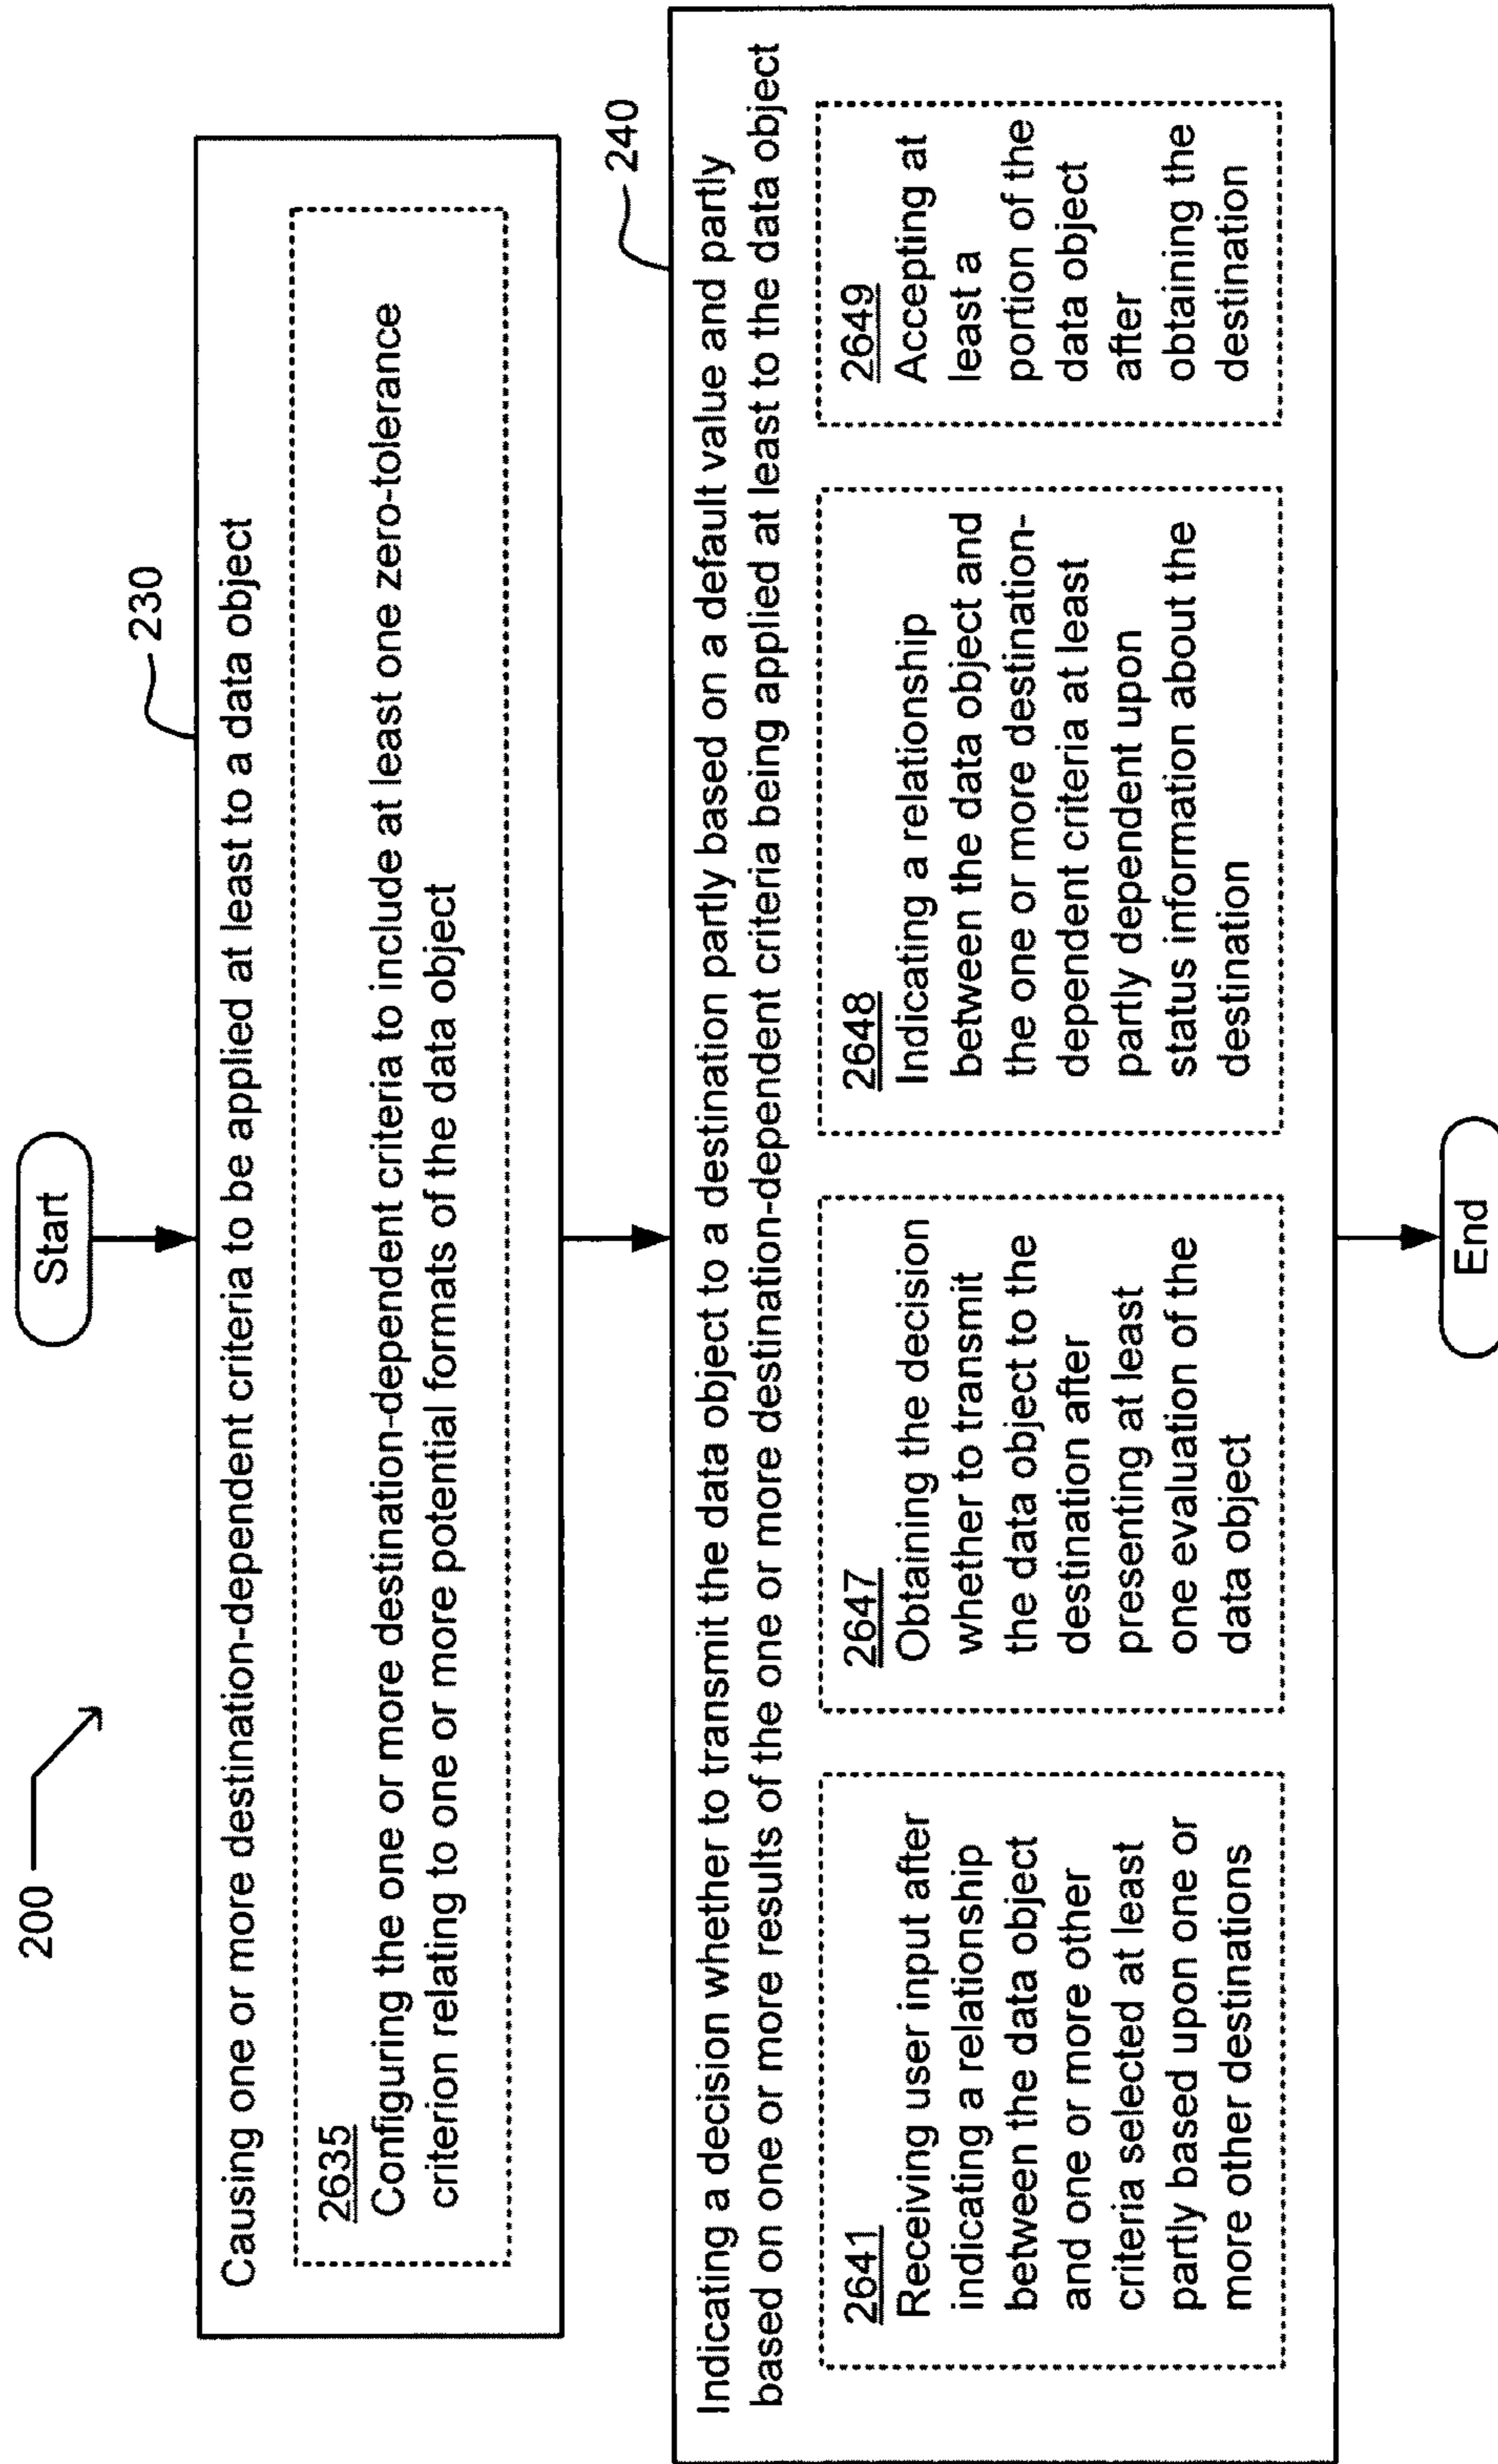 200
Start
230
Causing one or more destination-dependent criteria to be applied at least to a data object
2635
Configuring the one or more destination-dependent criteria to include at least one zero-tolerance
criterion relating to one or more potential formats of the data object
240
Indicating a decision whether to transmit the data object to a destination partly based on a default value and partly
based on one or more results of the one or more destination-dependent criteria being applied at least to the data object
2641
Receiving user input after
indicating a relationship
between the data object
and one or more other
criteria selected at least
partly based upon one or
more other destinations
2647
Obtaining the decision
whether to transmit
the data object to the
destination after
presenting at least
one evaluation of the
data object
2648
Indicating a relationship
between the data object and
the one or more destination-
dependent criteria at least
partly dependent upon
status information about the
destination
2649
Accepting at
least a
portion of the
data object
after
obtaining the
destination
End